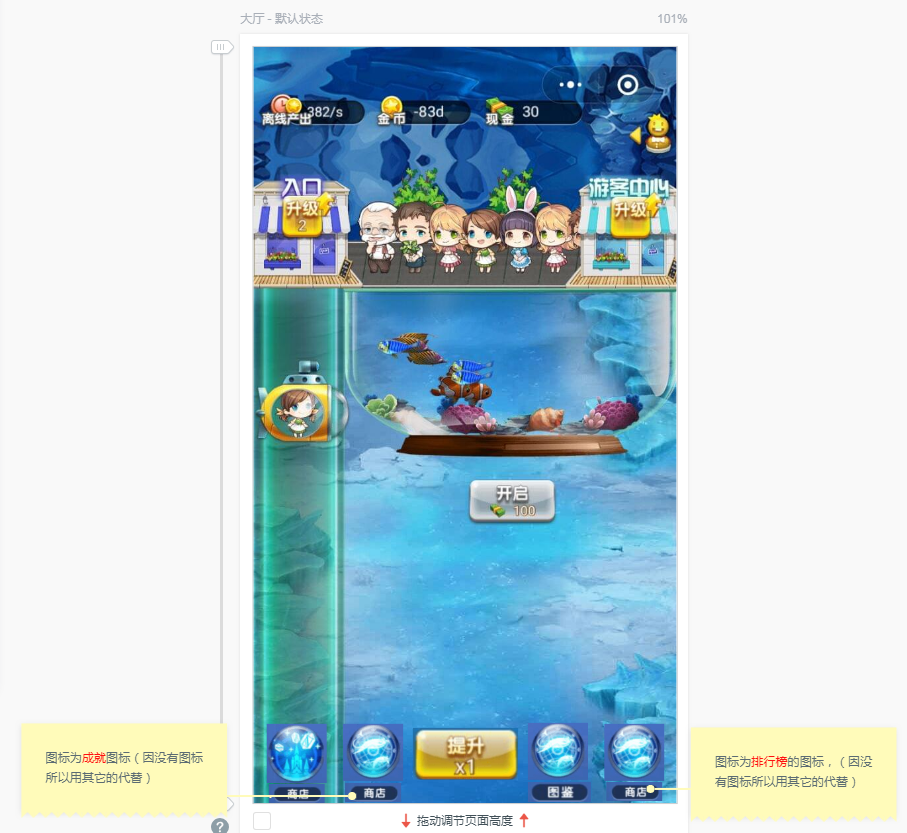 大厅 - 默认状态
101%
382/s
离线产出
-83d
金币
30
现金
入口
升级
2
游客中心
升级
开启
100
提升
x1
商店
商店
图鉴
商店
图标为成就图标（因没有图标
所以用其它的代替）
图标为排行榜的图标，（因没
有图标所以用其它的代替）
?
拖动调节页面高度